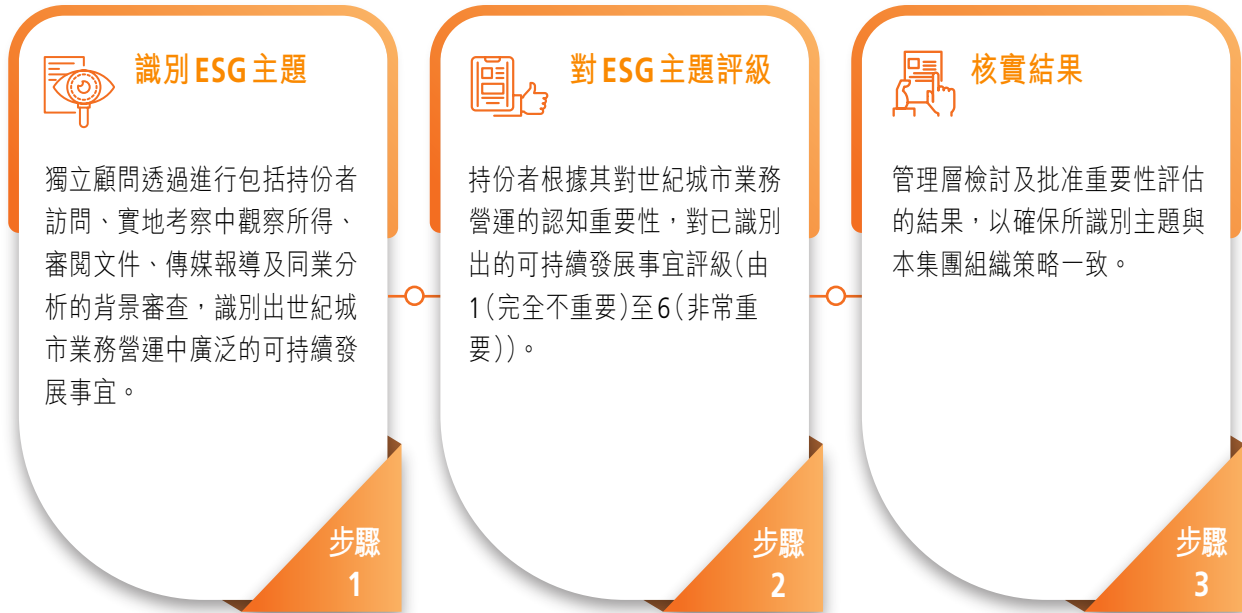 識別ESG主題
獨立顧問透過進行包括持份者
訪問、實地考察中觀察所得、
審閱文件、傳媒報導及同業分
析的背景審查，識別出世紀城
市業務營運中廣泛的可持續發
展事宜。
步驟
1
對ESG主題評級
持份者根據其對世紀城市業務
營運的認知重要性，對已識別
出的可持續發展事宜評級（由
1（完全不重要）至6（非常重
要））。
步驟
2
核實結果
管理層檢討及批准重要性評估
的結果，以確保所識別主題與
本集團組織策略一致。
步驟
3